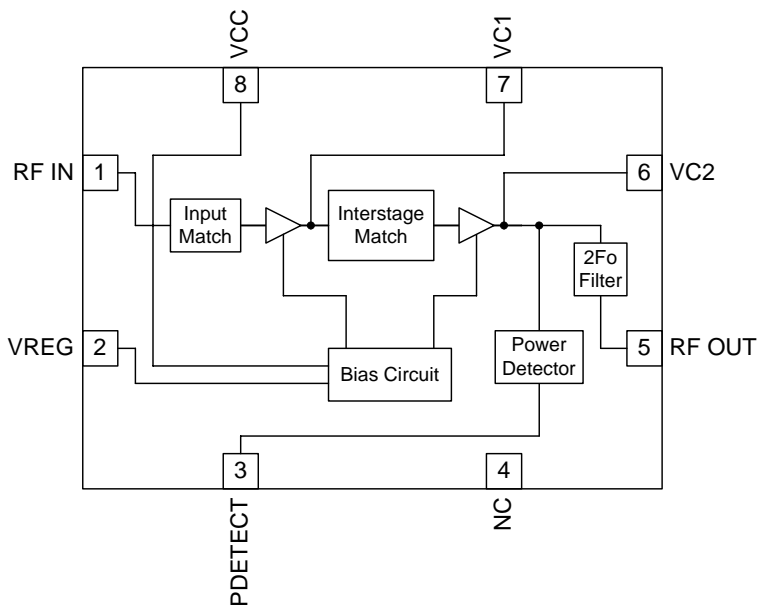 VCC
VC1
8
7
RF IN
1
6
VC2
Input
Match
Interstage
Match
2Fo
Filter
VREG
2
Bias Circuit
Power
Detector
5
RF OUT
3
4
PDETECT
NC